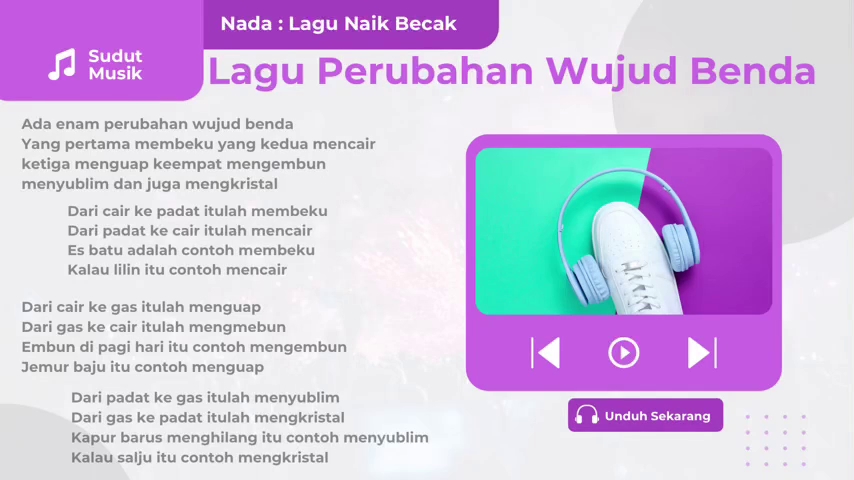 Nada : Lagu Naik Becak
Sudut
Musik
Lagu Perubahan Wujud Benda
Ada enam perubahan wujud benda
Yang pertama membeku yang kedua mencair
ketiga menguap keempat mengembun
menyublim dan juga mengkristal
Dari cair ke padat itulah membeku
Dari padat ke cair itulah mencair
Es batu adalah contoh membeku
Kalau lilin itu contoh mencair
Dari cair ke gas itulah menguap
Dari gas ke cair itulah mengmebun
Embun di pagi hari itu contoh mengembun
Jemur baju itu contoh menguap
Dari padat ke gas itulah menyublim
Dari gas ke padat itulah mengkristal
Kapur barus menghilang itu contoh menyublim
Kalau salju itu contoh mengkristal
Unduh Sekarang